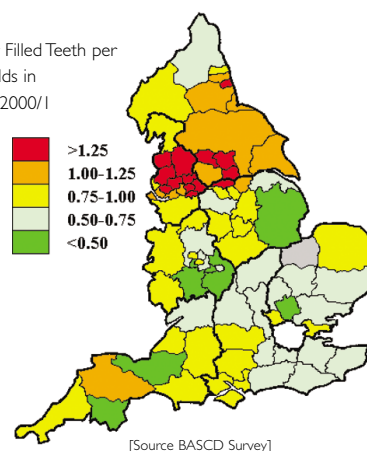 Filled Teeth per
lds in
2000/1
>1.25
1.00-1.25
0.75-1.00
0.50-0.75
<0.50
[Source BASCD Survey]